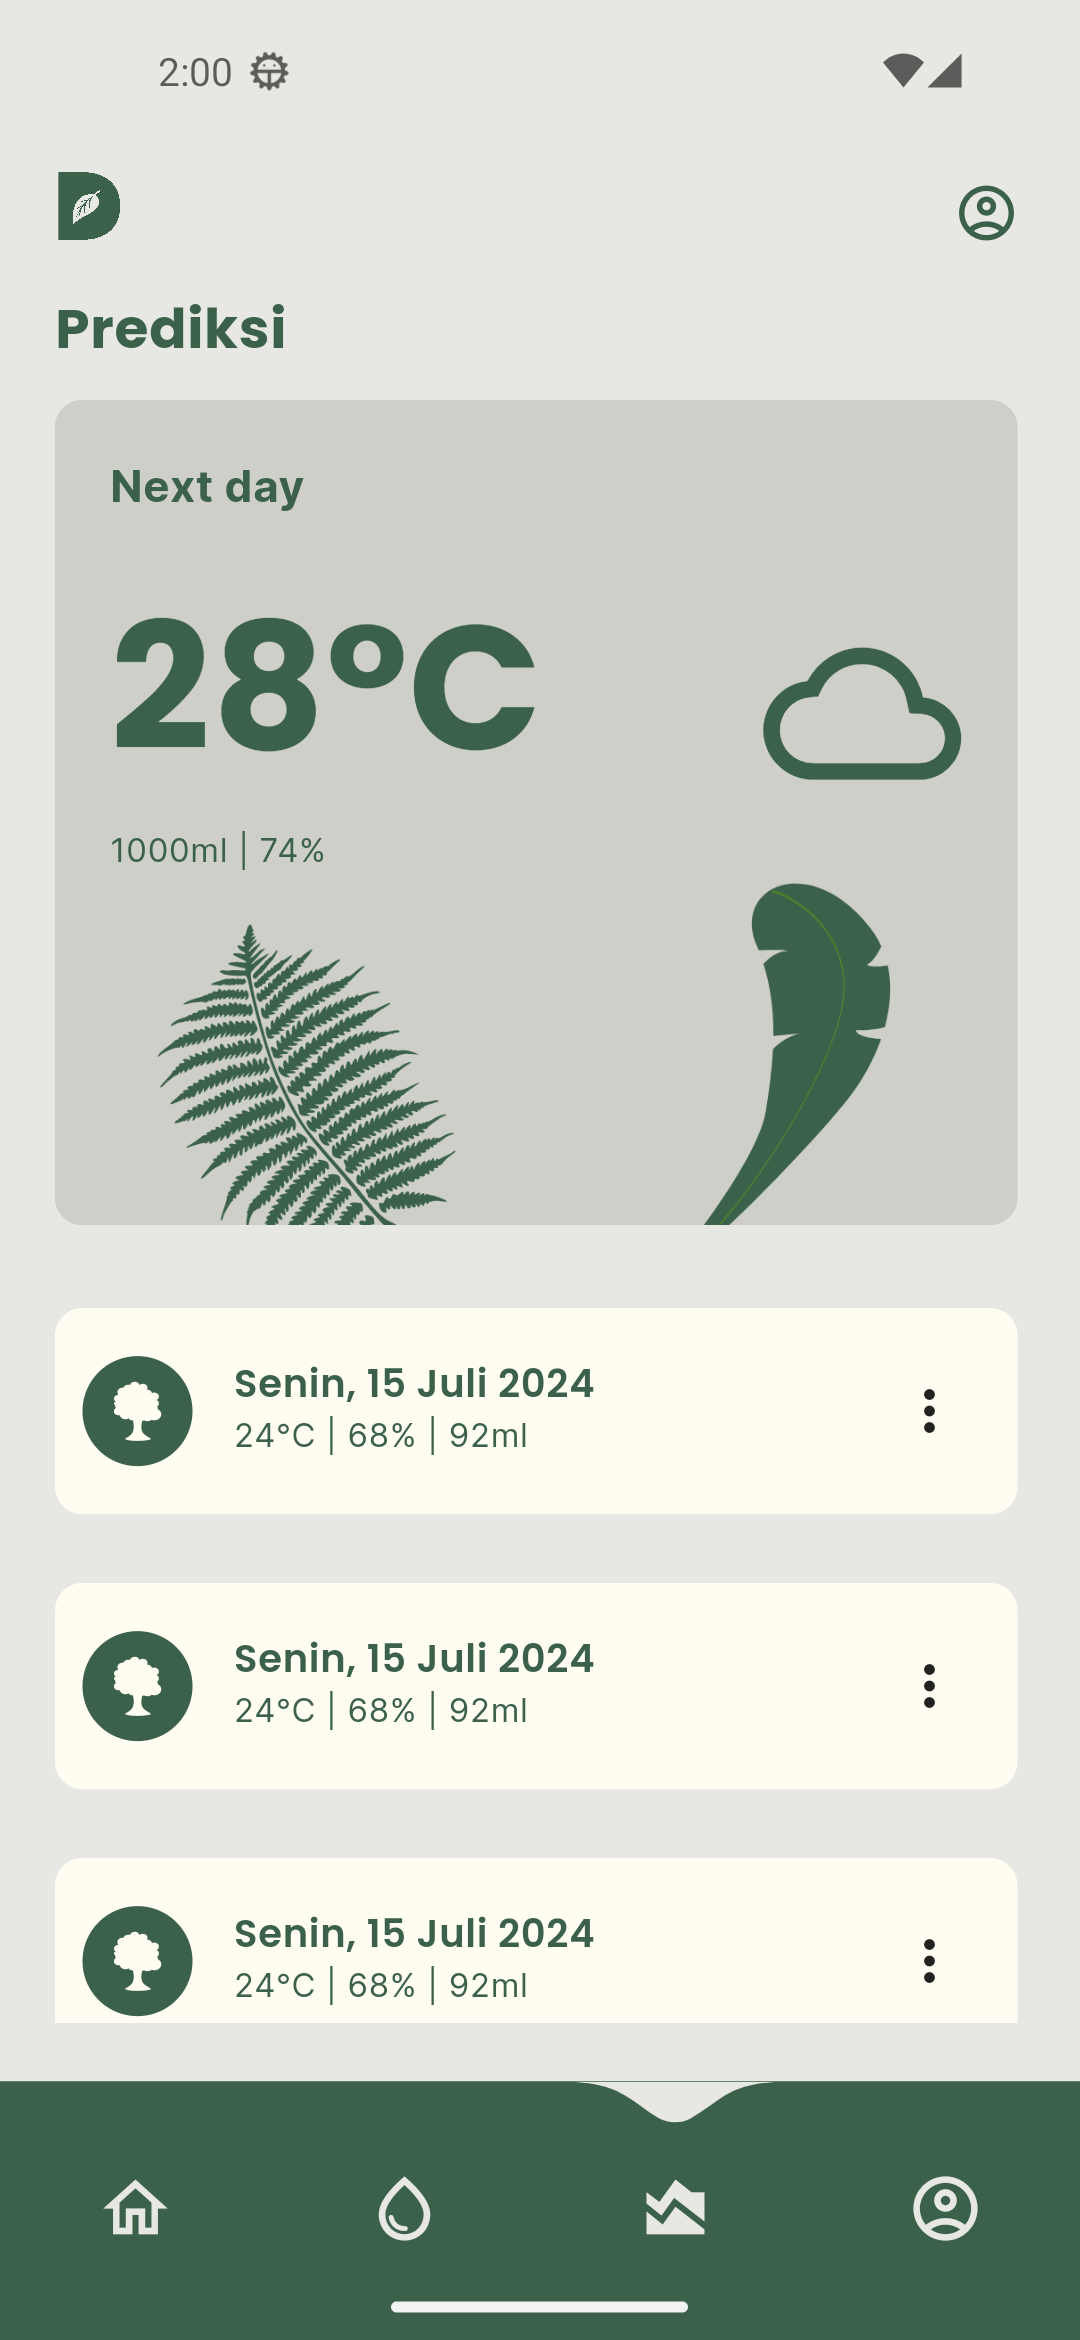 2:00
Prediksi
Next day
28°C
1000ml | 74%
Senin, 15 Juli 2024
24°C | 68% | 92ml
Senin, 15 Juli 2024
24°C | 68% | 92ml
Senin, 15 Juli 2024
24°C | 68% | 92ml